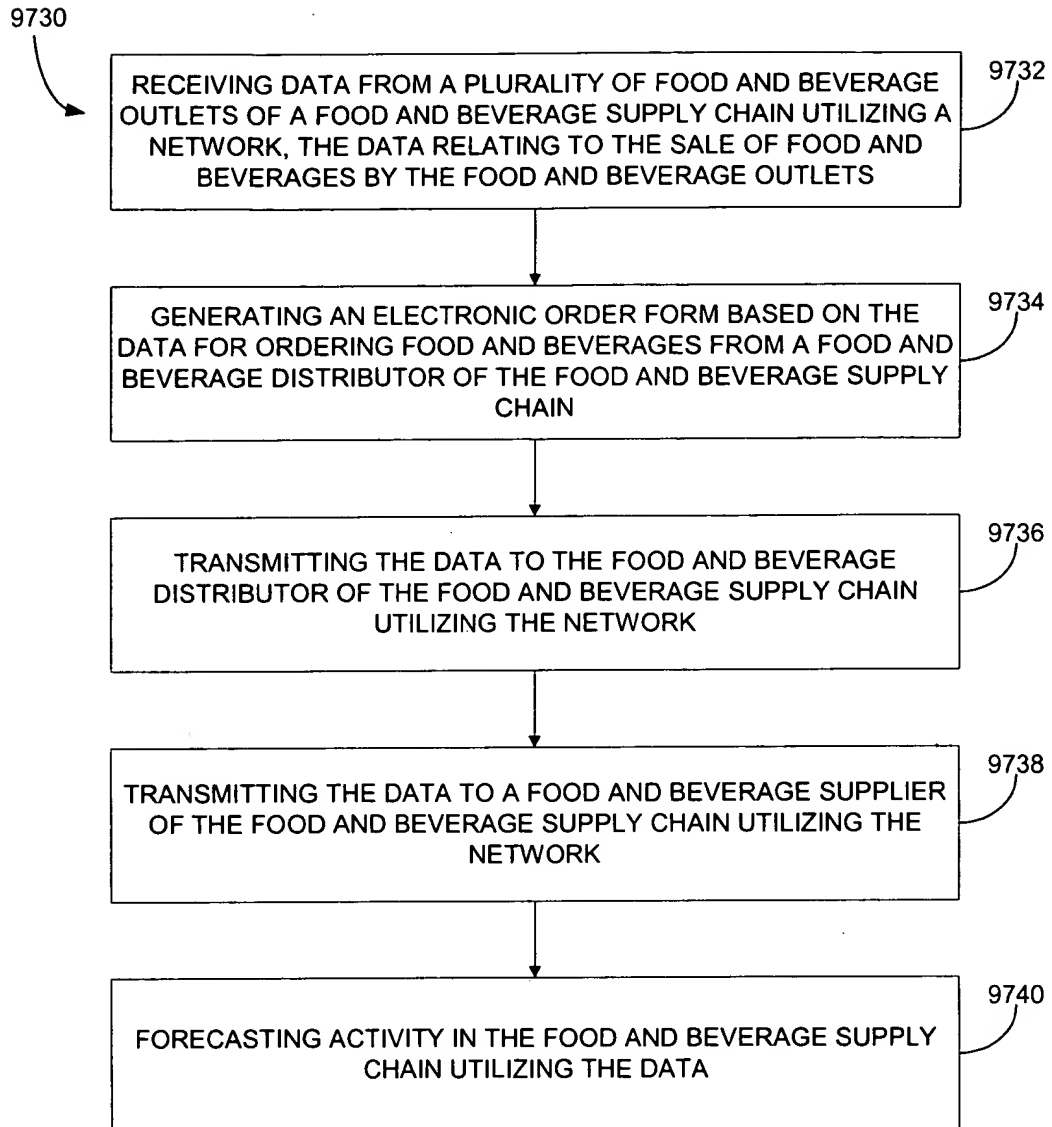 9730
RECEIVING DATA FROM A PLURALITY OF FOOD AND BEVERAGE
OUTLETS OF A FOOD AND BEVERAGE SUPPLY CHAIN UTILIZING A
NETWORK, THE DATA RELATING TO THE SALE OF FOOD AND
BEVERAGES BY THE FOOD AND BEVERAGE OUTLETS
9732
GENERATING AN ELECTRONIC ORDER FORM BASED ON THE
DATA FOR ORDERING FOOD AND BEVERAGES FROM A FOOD AND
BEVERAGE DISTRIBUTOR OF THE FOOD AND BEVERAGE SUPPLY
CHAIN
9734
TRANSMITTING THE DATA TO THE FOOD AND BEVERAGE
DISTRIBUTOR OF THE FOOD AND BEVERAGE SUPPLY CHAIN
UTILIZING THE NETWORK
9736
TRANSMITTING THE DATA TO A FOOD AND BEVERAGE SUPPLIER
OF THE FOOD AND BEVERAGE SUPPLY CHAIN UTILIZING THE
NETWORK
9738
FORECASTING ACTIVITY IN THE FOOD AND BEVERAGE SUPPLY
CHAIN UTILIZING THE DATA
9740